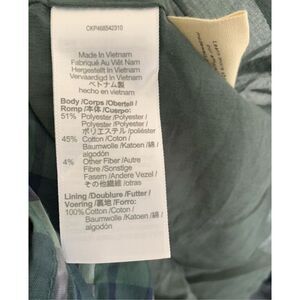 CKP468542310
Made In Vietnam
Fabriqué Au Viêt Nam
Hergestellt In Vietnam
Vervaardigd in Vietnam
ベトナム製
hecho en vietnam
Body /Corps /Oberteil /
Romp /本体 /Cuerpo:
51% Polyester /Polyester /
Polyester /Polyester /
ポリエステル /poliéster
45% Cotton /Coton /
Baumwolle /Katoen /綿 /
algodón
4% Other Fiber /Autre
Fibre /Sonstige
Fasern /Andere Vezel /
その他繊維 /otras
Lining /Doublure /Futter /
Voering /裏地 /Forro:
100% Cotton /Coton /
Baumwolle /Katoen /綿 /
algodón